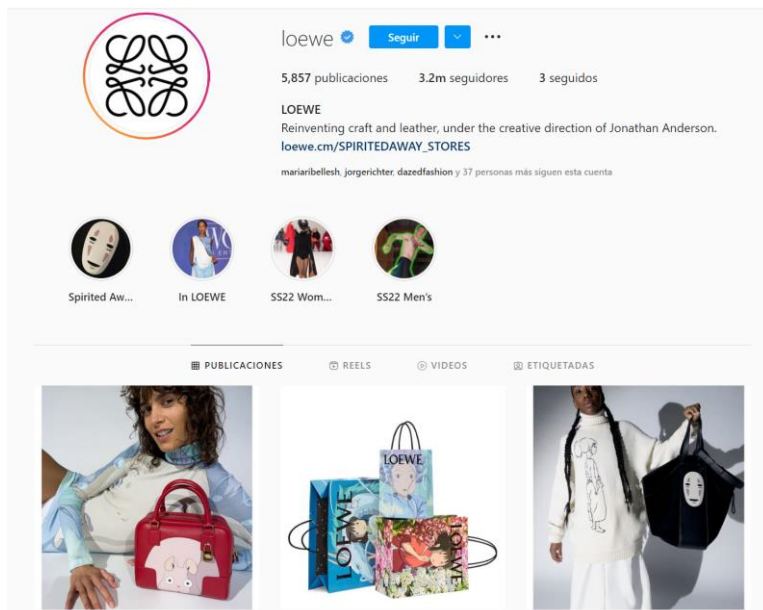 loewe
Seguir
5,857 publicaciones 3.2m seguidores 3 seguidos
LOEWE
Reinventing craft and leather, under the creative direction of Jonathan Anderson.
loewe.cm/SPIRITEDAWAY_STORES
mariaribellesh, jorgerichter, dazedfashion y 37 personas más siguen esta cuenta
Spirited Aw... In LOEWE SS22 Wom... SS22 Men's
PUBLICACIONES REELS VIDEOS ETIQUETADAS
LOEWE
LOEWE
LOEWE